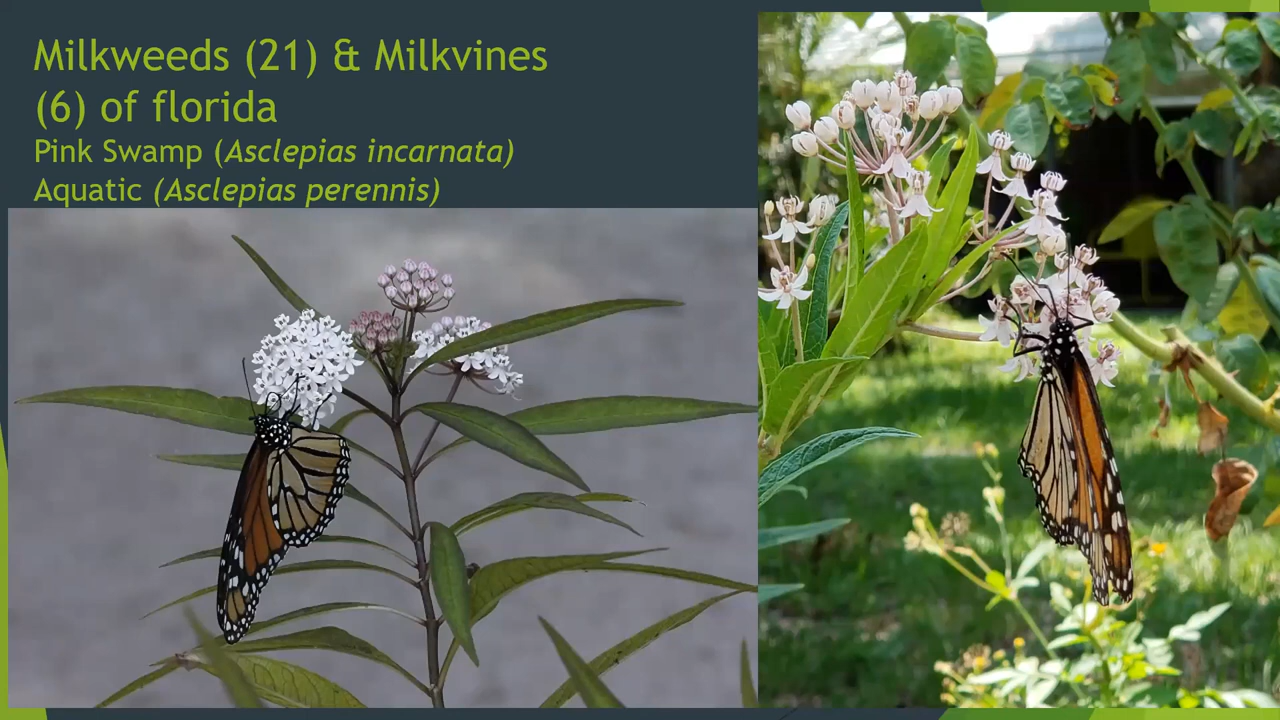 Milkweeds (21) & Milkvines
(6) of florida
Pink Swamp (Asclepias incarnata)
Aquatic (Asclepias perennis)